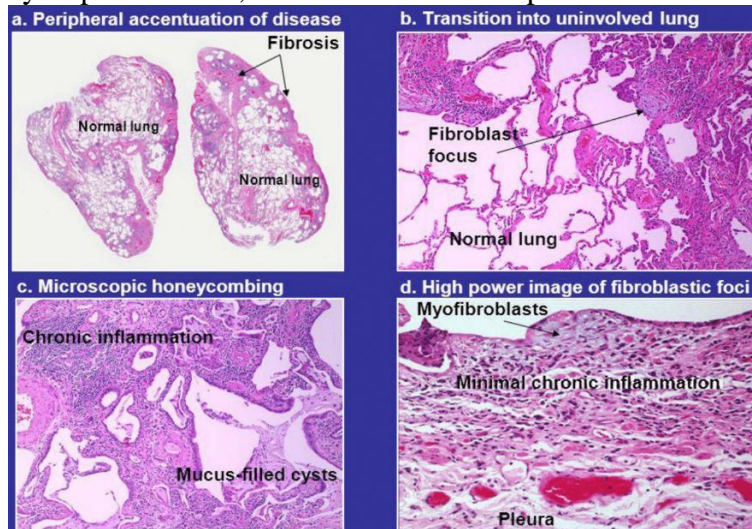 a. Peripheral accentuation of disease
Fibrosis
Normal lung
Normal lung
b. Transition into uninvolved lung
Fibroblast
focus
Normal lung
c. Microscopic honeycombing
Chronic inflammation
Mucus-filled cysts
d. High power image of fibroblastic foci
Myofibroblasts
Minimal chronic inflammation
Pleura